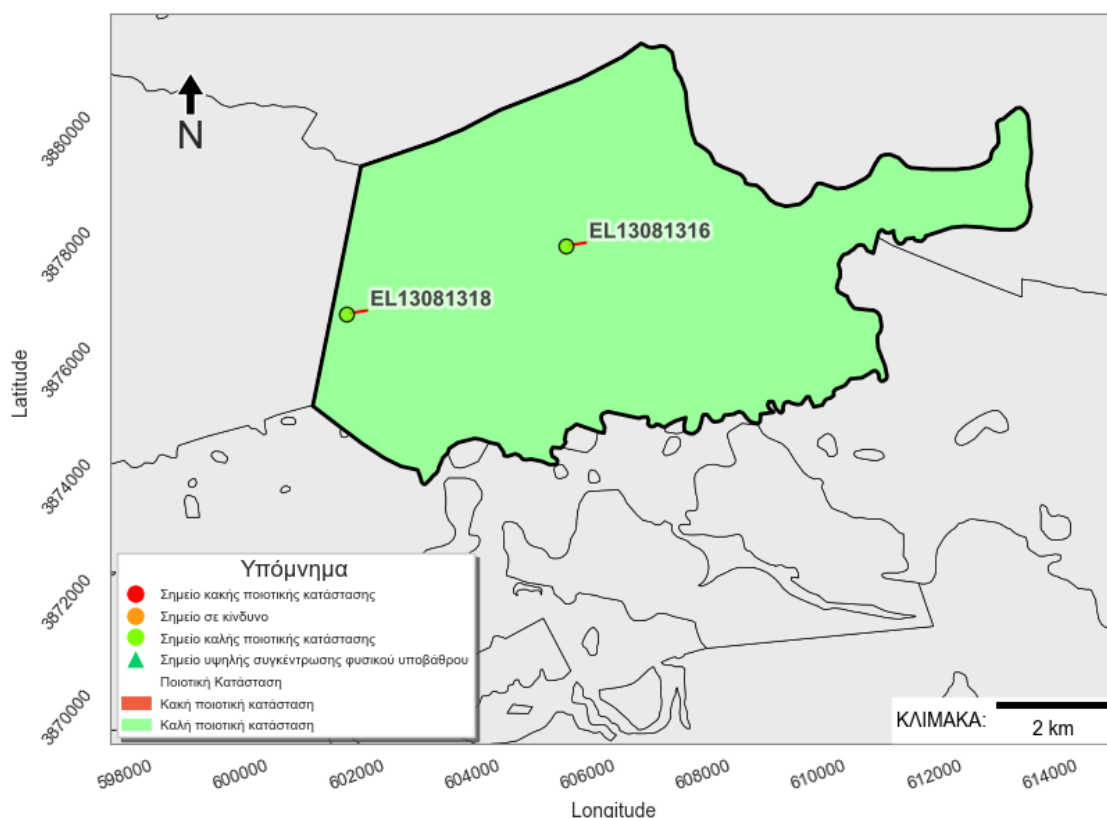 N
EL13081316
EL13081318
Latitude
3880000
3878000
3876000
3874000
3872000
3870000
Υπόμνημα
Σημείο κακής ποιοτικής κατάστασης
Σημείο σε κίνδυνο
Σημείο καλής ποιοτικής κατάστασης
Σημείο υψηλής συγκέντρωσης φυσικού υποβάθρου
Ποιοτική Κατάσταση
Κακή ποιοτική κατάσταση
Καλή ποιοτική κατάσταση
ΚΛΙΜΑΚΑ:
2 km
598000 600000 602000 604000 606000 608000 610000 612000 614000
Longitude